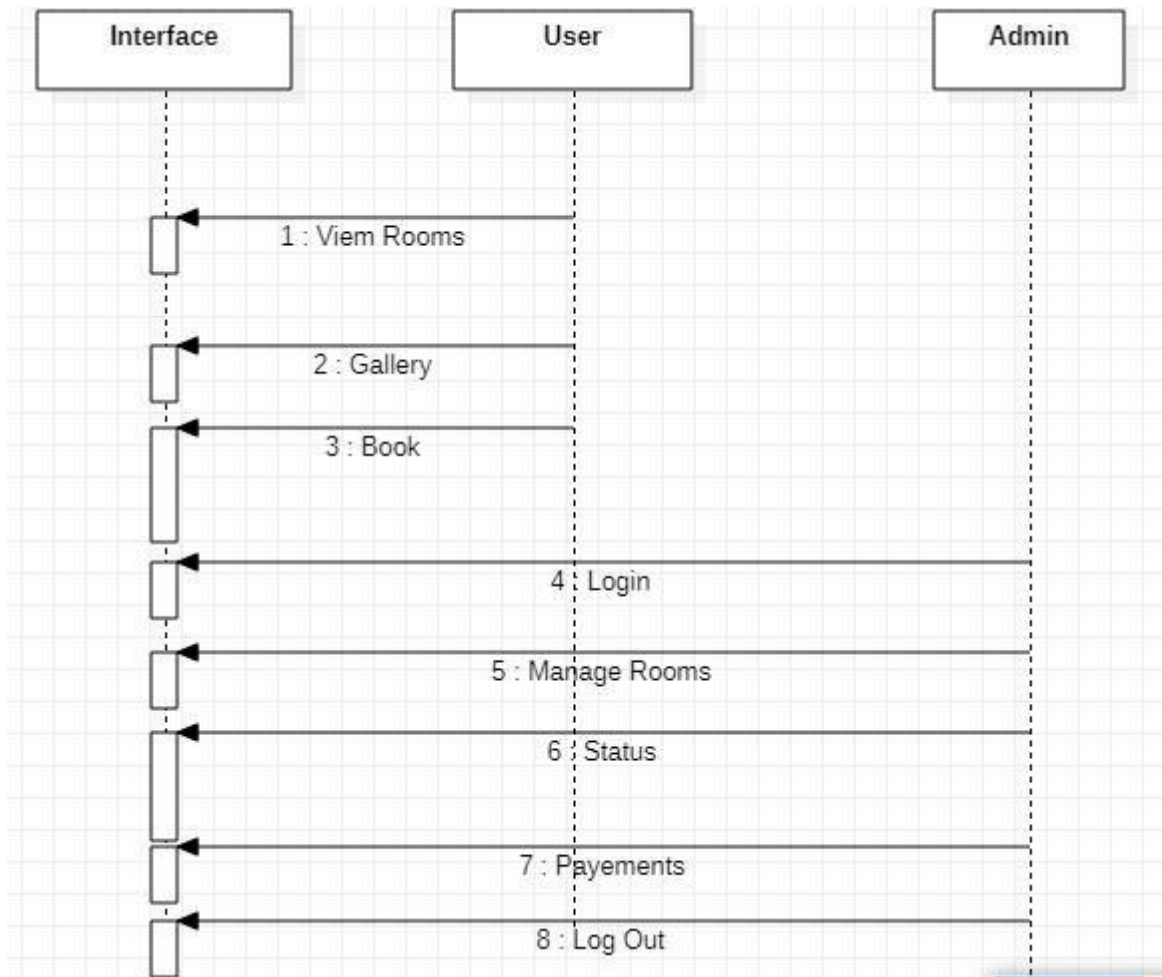 Interface
User
Admin
1 : Viem Rooms
2 : Gallery
3 : Book
4 : Login
5 : Manage Rooms
6 : Status
7 : Payements
8 : Log Out